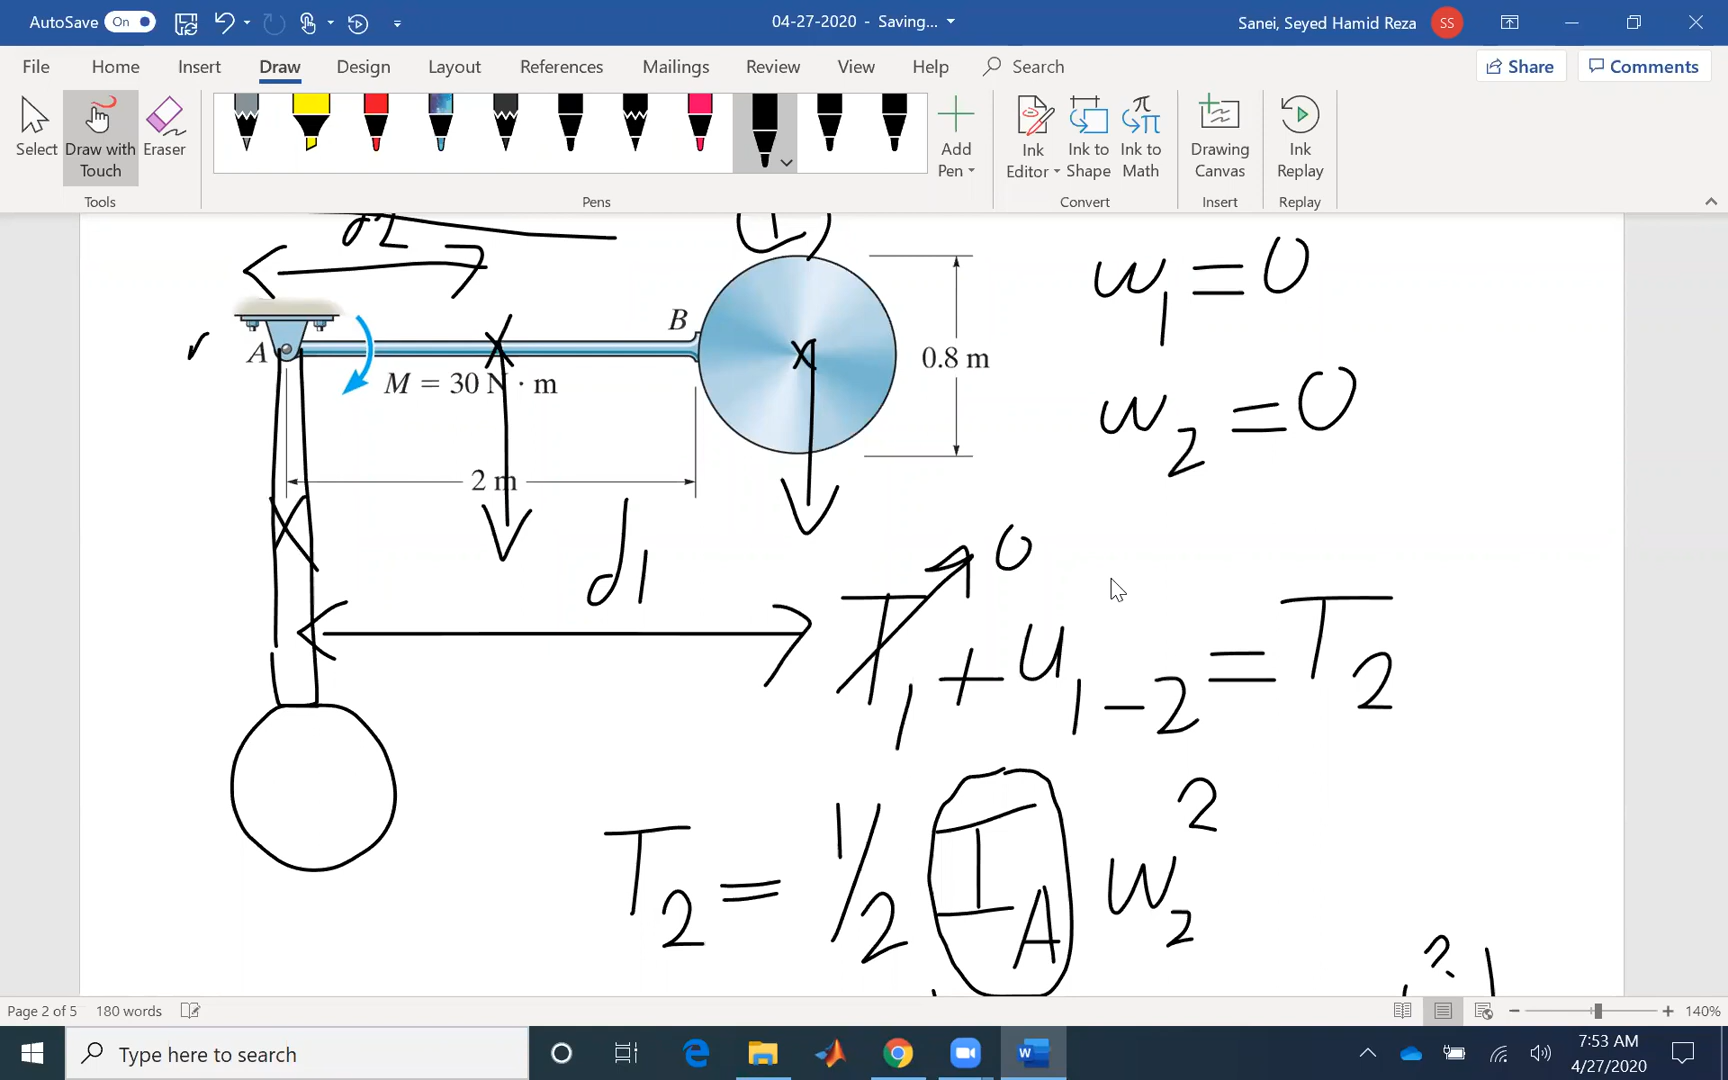 AutoSave On 04-27-2020 - Saving... Sanei, Seyed Hamid Reza SS
File Home Insert Draw Design Layout References Mailings Review View Help Search Share Comments
Select Draw with Touch Eraser Add Pen Ink Editor Ink to Shape Ink to Math Drawing Canvas Ink Replay
Tools Pens Convert Insert Replay
w1 = 0
B
r A 0.8 m
M = 30 N · m
w2 = 0
2 m
d1
0
T1 + U1-2 = T2
T2 = 1/2 IA w2²
Page 2 of 5 180 words 140%
Type here to search
7:53 AM
4/27/2020